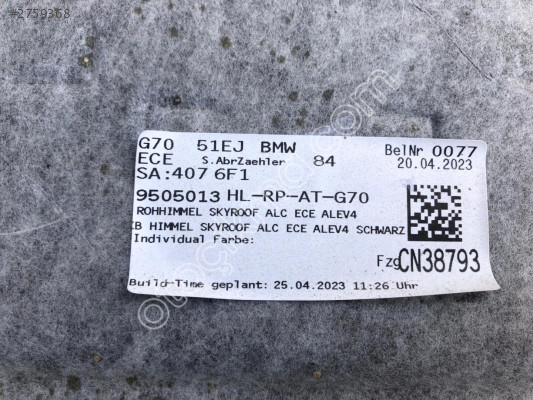 #2759368
G70 51EJ BMW BelNr 0077
ECE S.AbrZaehler 84 20.04.2023
SA:407 6F1
9505013 HL-RP-AT-G70
ROHHIMMEL SKYROOF ALC ECE ALEV4
KB HIMMEL SKYROOF ALC ECE ALEV4 SCHWARZ
Individual Farbe:
Fzg CN38793
Build-Time geplant: 25.04.2023 11:26 Uhr